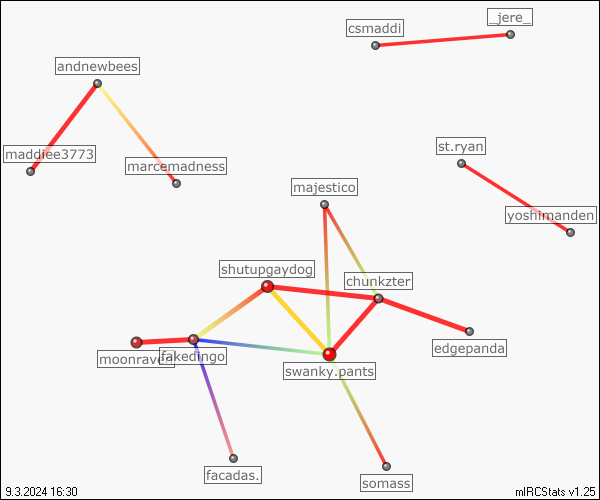 _jere_
csmaddi
andnewbees
st.ryan
maddiee3773
marcemadness
majestico
yoshimanden
shutupgaydog
chunkzter
edgepanda
fakedingo
swanky.pants
facadas.
somass
9.3.2024 16:30
mIRCStats v1.25